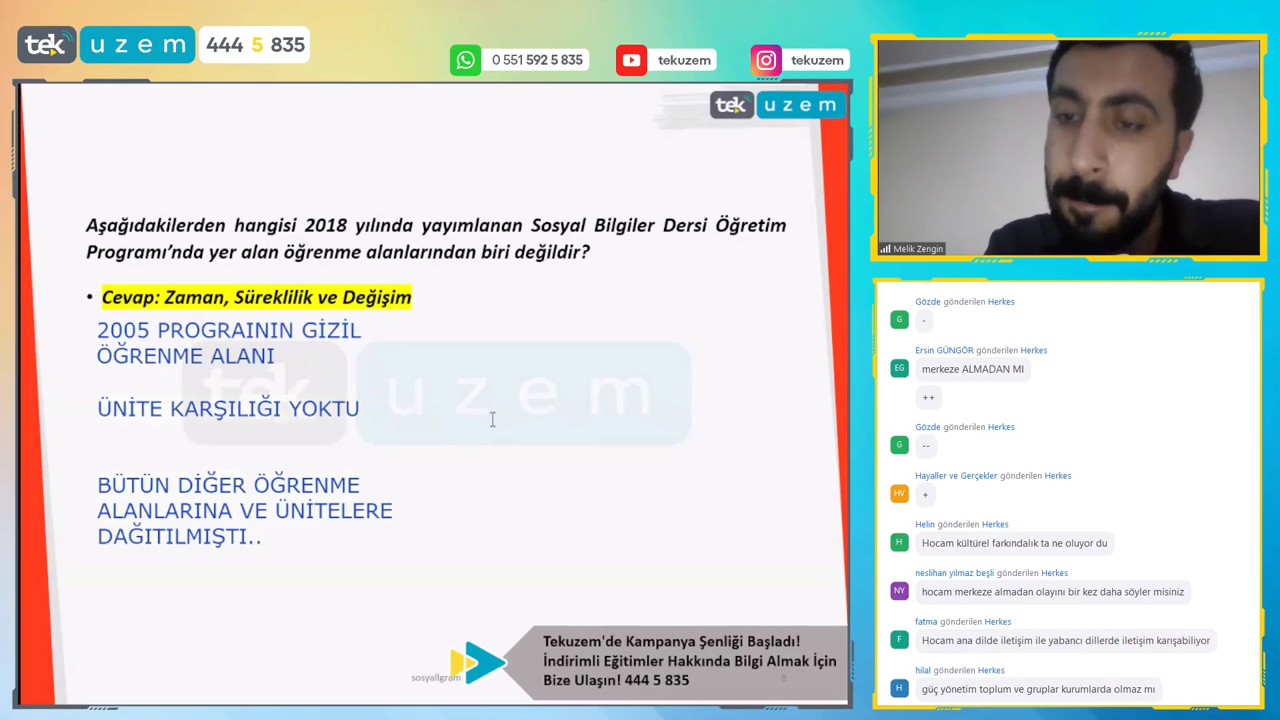 tek uzem 444 5 835
0 551 592 5 835
tekuzem
tekuzem
tek uzem
Aşağıdakilerden hangisi 2018 yılında yayımlanan Sosyal Bilgiler Dersi Öğretim
Programı’nda yer alan öğrenme alanlarından biri değildir?
• Cevap: Zaman, Süreklilik ve Değişim
2005 PROGRAININ GİZİL
ÖĞRENME ALANI
ÜNİTE KARŞILIĞI YOKTU
BÜTÜN DİĞER ÖĞRENME
ALANLARINA VE ÜNİTELERE
DAĞITILMIŞTI..
tek uzem
sosyallgram
8
Tekuzem'de Kampanya Şenliği Başladı!
İndirimli Eğitimler Hakkında Bilgi Almak İçin
Bize Ulaşın! 444 5 835
Melik Zengin
Gözde gönderilen Herkes
G
-
Ersin GÜNGÖR gönderilen Herkes
EG
merkeze ALMADAN MI
++
Gözde gönderilen Herkes
G
--
Hayaller ve Gerçekler gönderilen Herkes
HV
+
Helin gönderilen Herkes
H
Hocam kültürel farkındalık ta ne oluyor du
neslihan yılmaz beşli gönderilen Herkes
NY
hocam merkeze almadan olayını bir kez daha söyler misiniz
fatma gönderilen Herkes
F
Hocam ana dilde iletişim ile yabancı dillerde iletişim karışabiliyor
hilal gönderilen Herkes
H
güç yönetim toplum ve gruplar kurumlarda olmaz mı